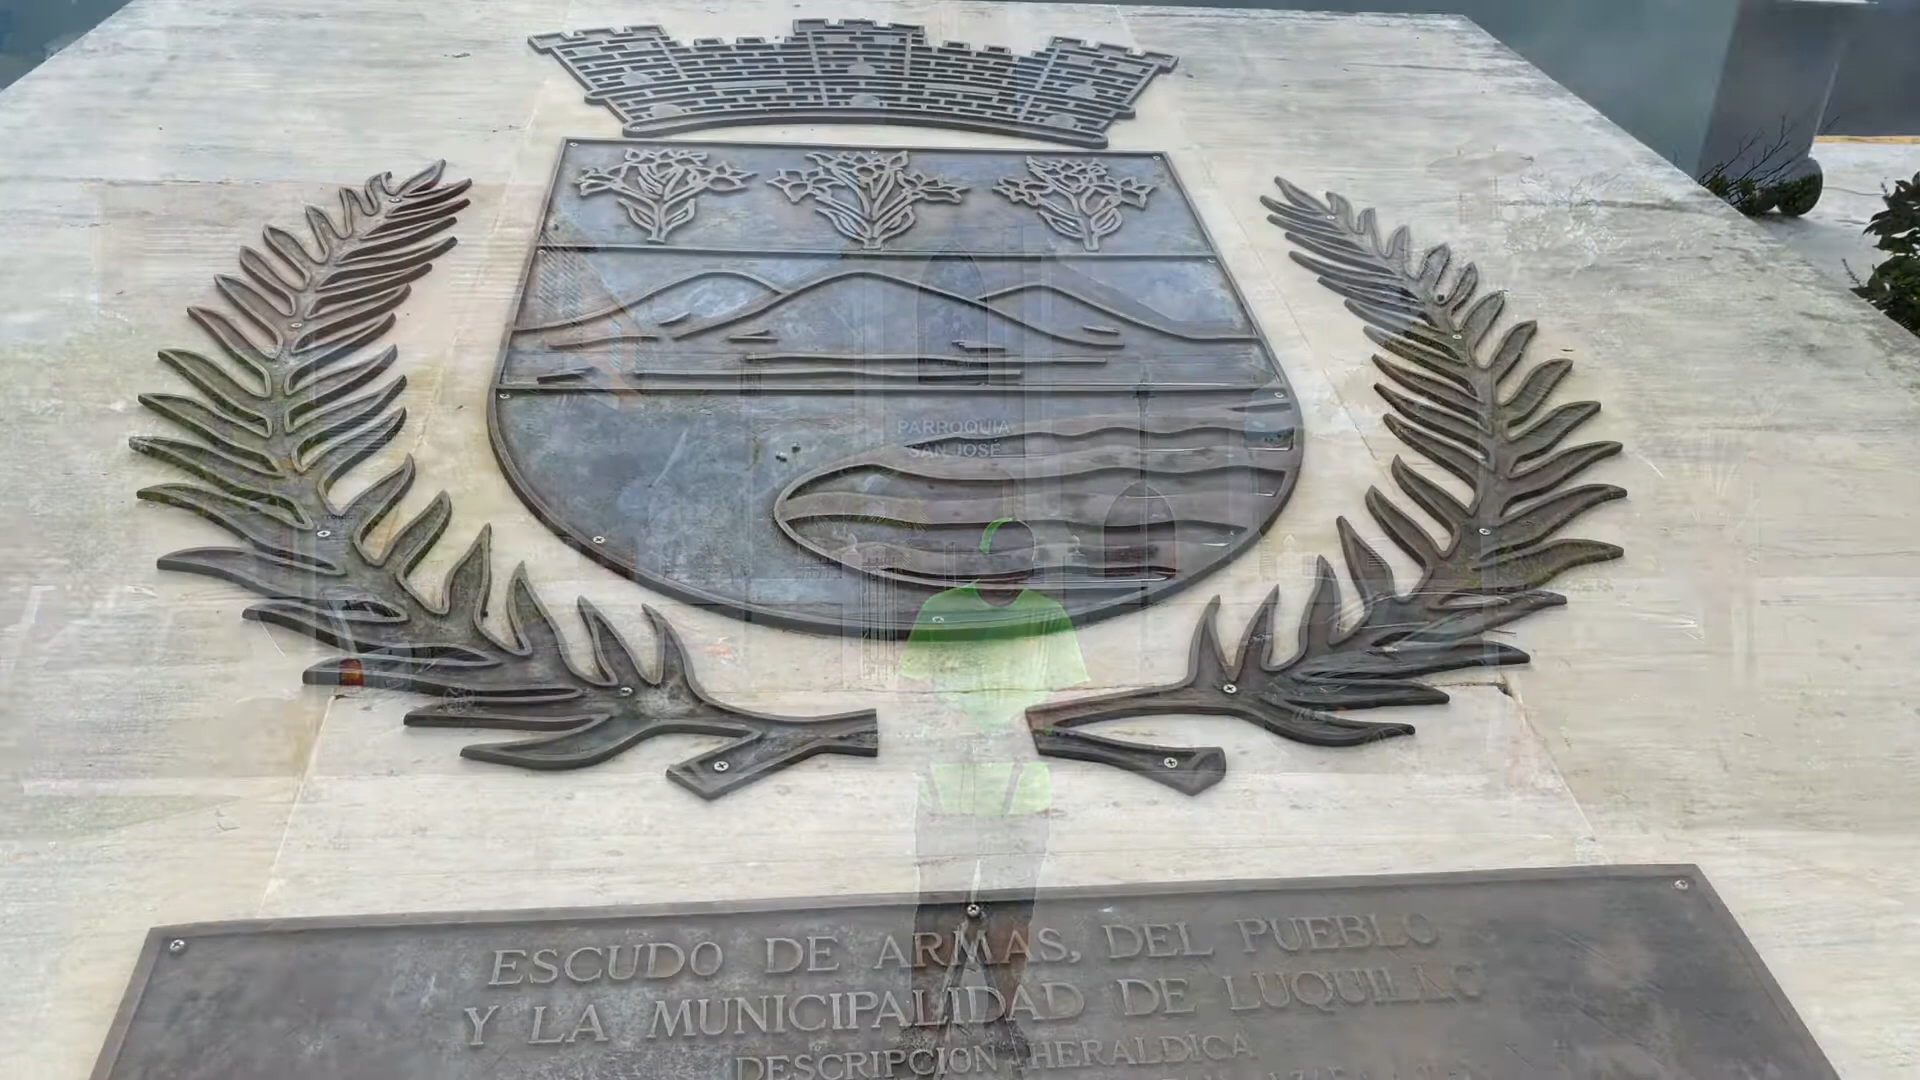 PARROQUIA
SAN JOSÉ
ESCUDO DE ARMAS, DEL PUEBLO
Y LA MUNICIPALIDAD DE LUQUILLO
DESCRIPCION HERALDICA